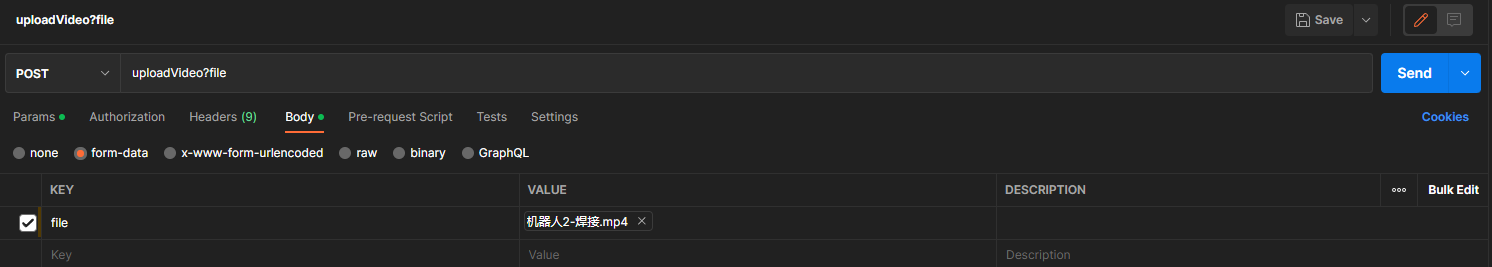 uploadVideo?file
Save
POST
uploadVideo?file
Send
Params Authorization Headers (9) Body Pre-request Script Tests Settings Cookies
none form-data x-www-form-urlencoded raw binary GraphQL
KEY VALUE DESCRIPTION ooo Bulk Edit
file 机器人2-焊接.mp4 ×
Key Value Description